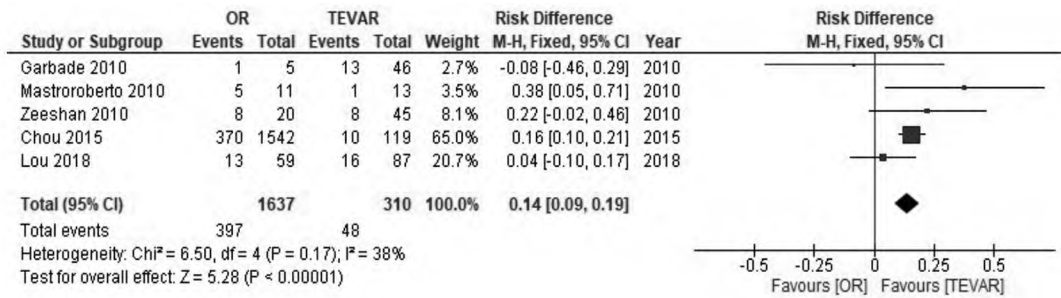 OR TEVAR Risk Difference Risk Difference
Study or Subgroup Events Total Events Total Weight M-H, Fixed, 95% CI Year M-H, Fixed, 95% CI
Garbade 2010 1 5 13 46 2.7% -0.08 [-0.46, 0.29] 2010
Mastroroberto 2010 5 11 1 13 3.5% 0.38 [0.05, 0.71] 2010
Zeeshan 2010 8 20 8 45 8.1% 0.22 [-0.02, 0.46] 2010
Chou 2015 370 1542 10 119 65.0% 0.16 [0.10, 0.21] 2015
Lou 2018 13 59 16 87 20.7% 0.04 [-0.10, 0.17] 2018
Total (95% CI) 1637 310 100.0% 0.14 [0.09, 0.19]
Total events 397 48
Heterogeneity: Chi² = 6.50, df = 4 (P = 0.17); I² = 38%
Test for overall effect: Z = 5.28 (P < 0.00001)
-0.5 -0.25 0 0.25 0.5
Favours [OR] Favours [TEVAR]